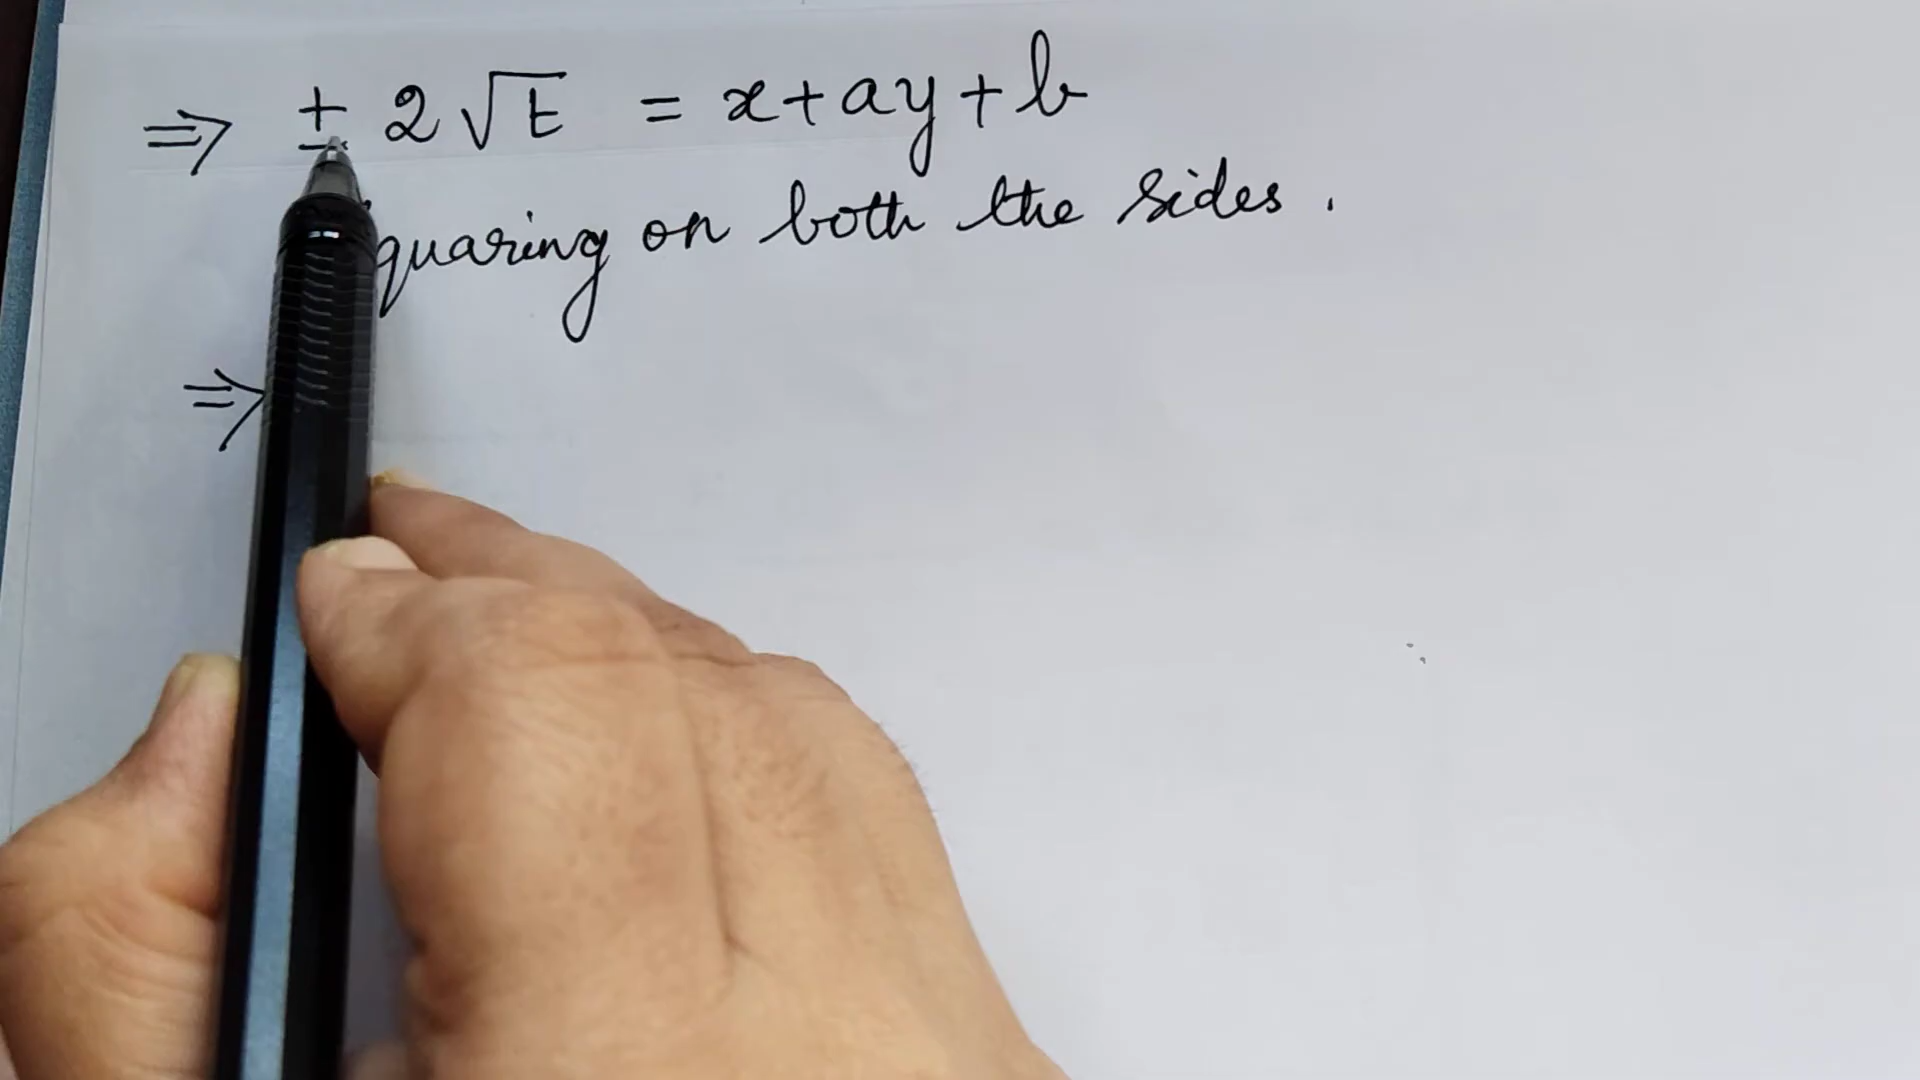 ⇒ ± 2 √t = x + ay + b
quaring on both the sides.
⇒